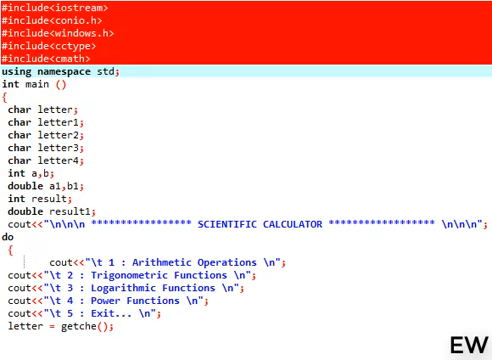 #include<iostream>
#include<conio.h>
#include<windows.h>
#include<cctype>
#include<cmath>
using namespace std;
int main ()
{
char letter;
char letter1;
char letter2;
char letter3;
char letter4;
int a,b;
double a1,b1;
int result;
double result1;
cout<<"\n\n\n ***************** SCIENTIFIC CALCULATOR ****************** \n\n\n";
do
{
cout<<"\t 1 : Arithmetic Operations \n";
cout<<"\t 2 : Trigonometric Functions \n";
cout<<"\t 3 : Logarithmic Functions \n";
cout<<"\t 4 : Power Functions \n";
cout<<"\t 5 : Exit... \n";
letter = getche();
EW